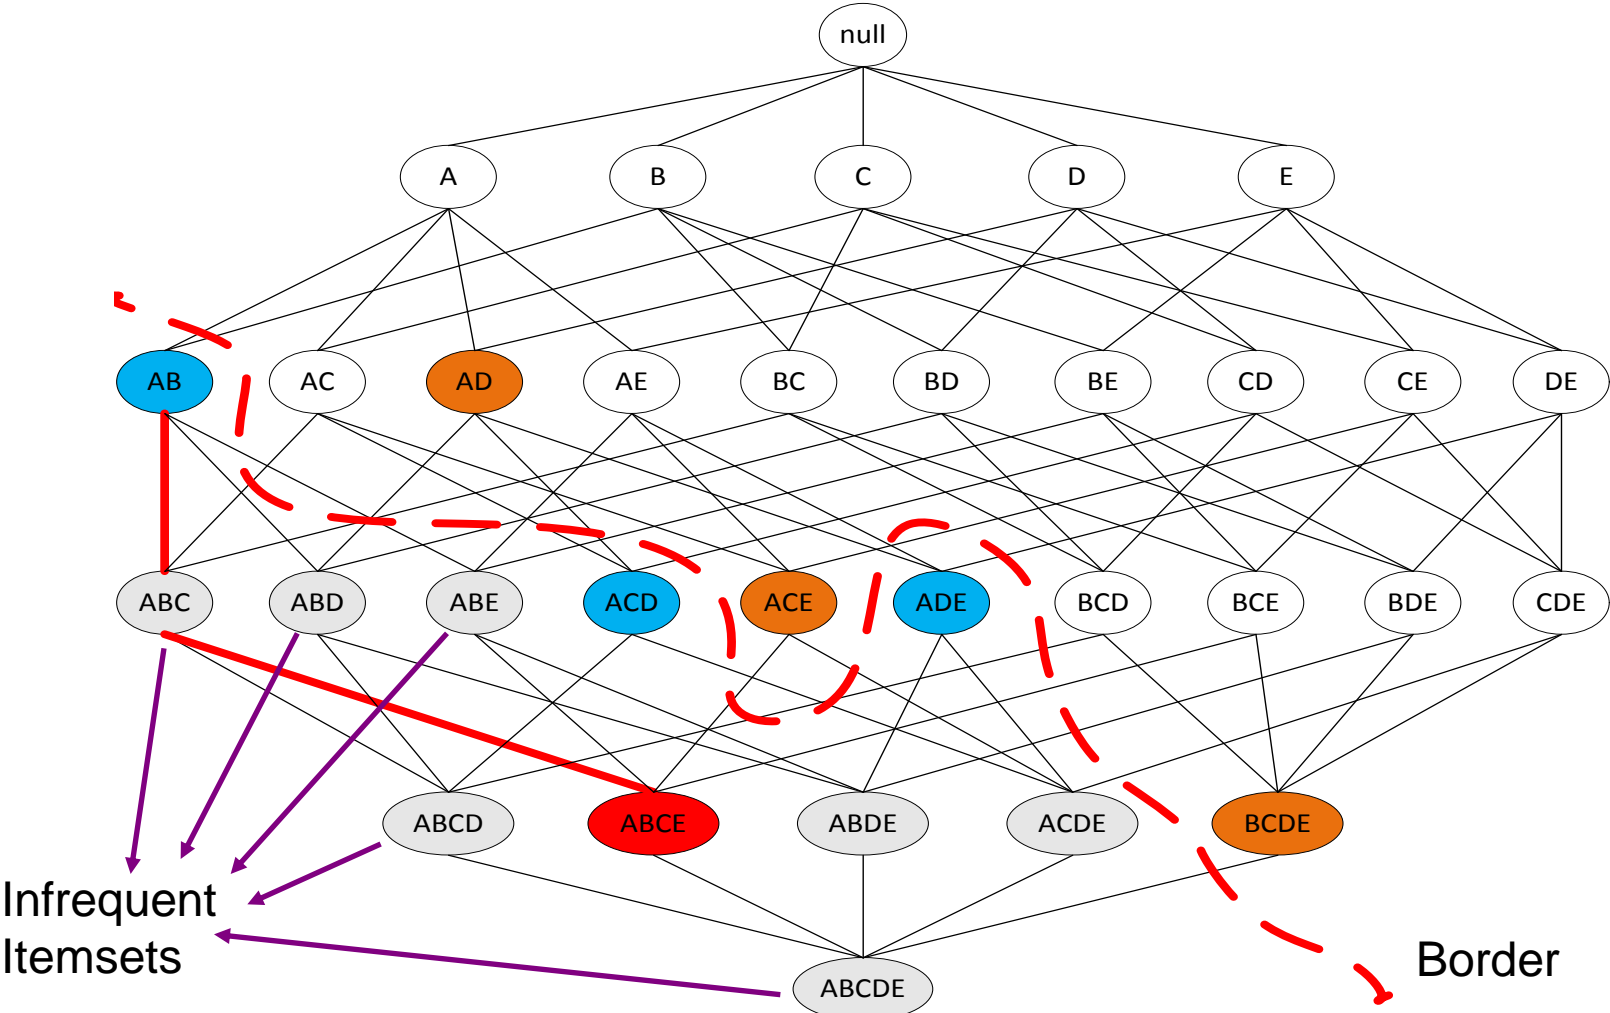 null
A B C D E
AB AC AD AE BC BD BE CD CE DE
ABC ABD ABE ACD ACE ADE BCD BCE BDE CDE
ABCD ABCE ABDE ACDE BCDE
Infrequent
Itemsets
Border
ABCDE